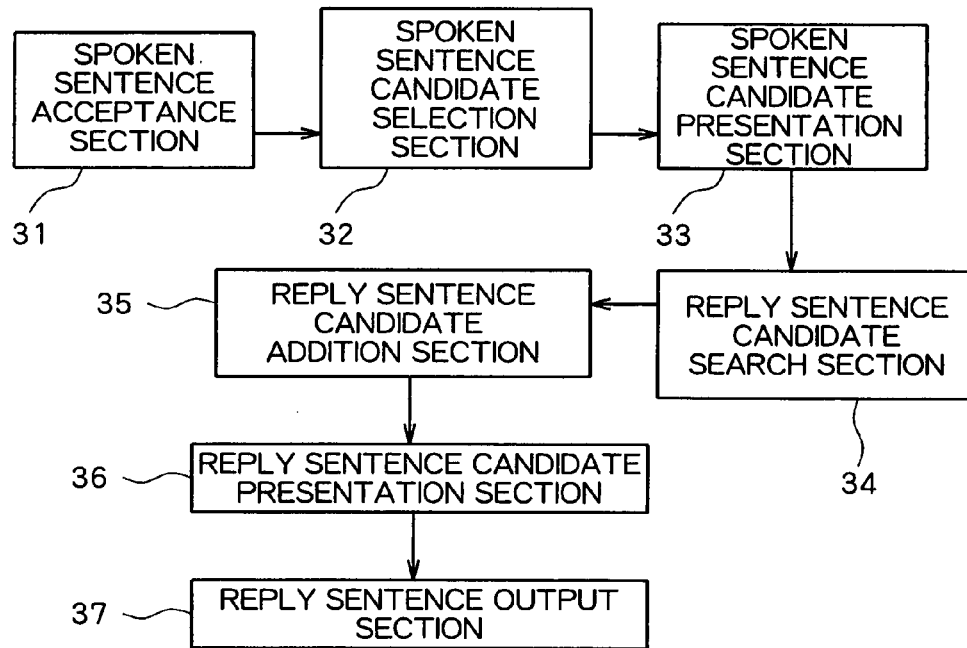 SPOKEN
SENTENCE
ACCEPTANCE
SECTION
31
SPOKEN
SENTENCE
CANDIDATE
SELECTION
SECTION
32
SPOKEN
SENTENCE
CANDIDATE
PRESENTATION
SECTION
33
REPLY SENTENCE
CANDIDATE
SEARCH SECTION
34
35
REPLY SENTENCE
CANDIDATE
ADDITION SECTION
36
REPLY SENTENCE CANDIDATE
PRESENTATION SECTION
37
REPLY SENTENCE OUTPUT
SECTION